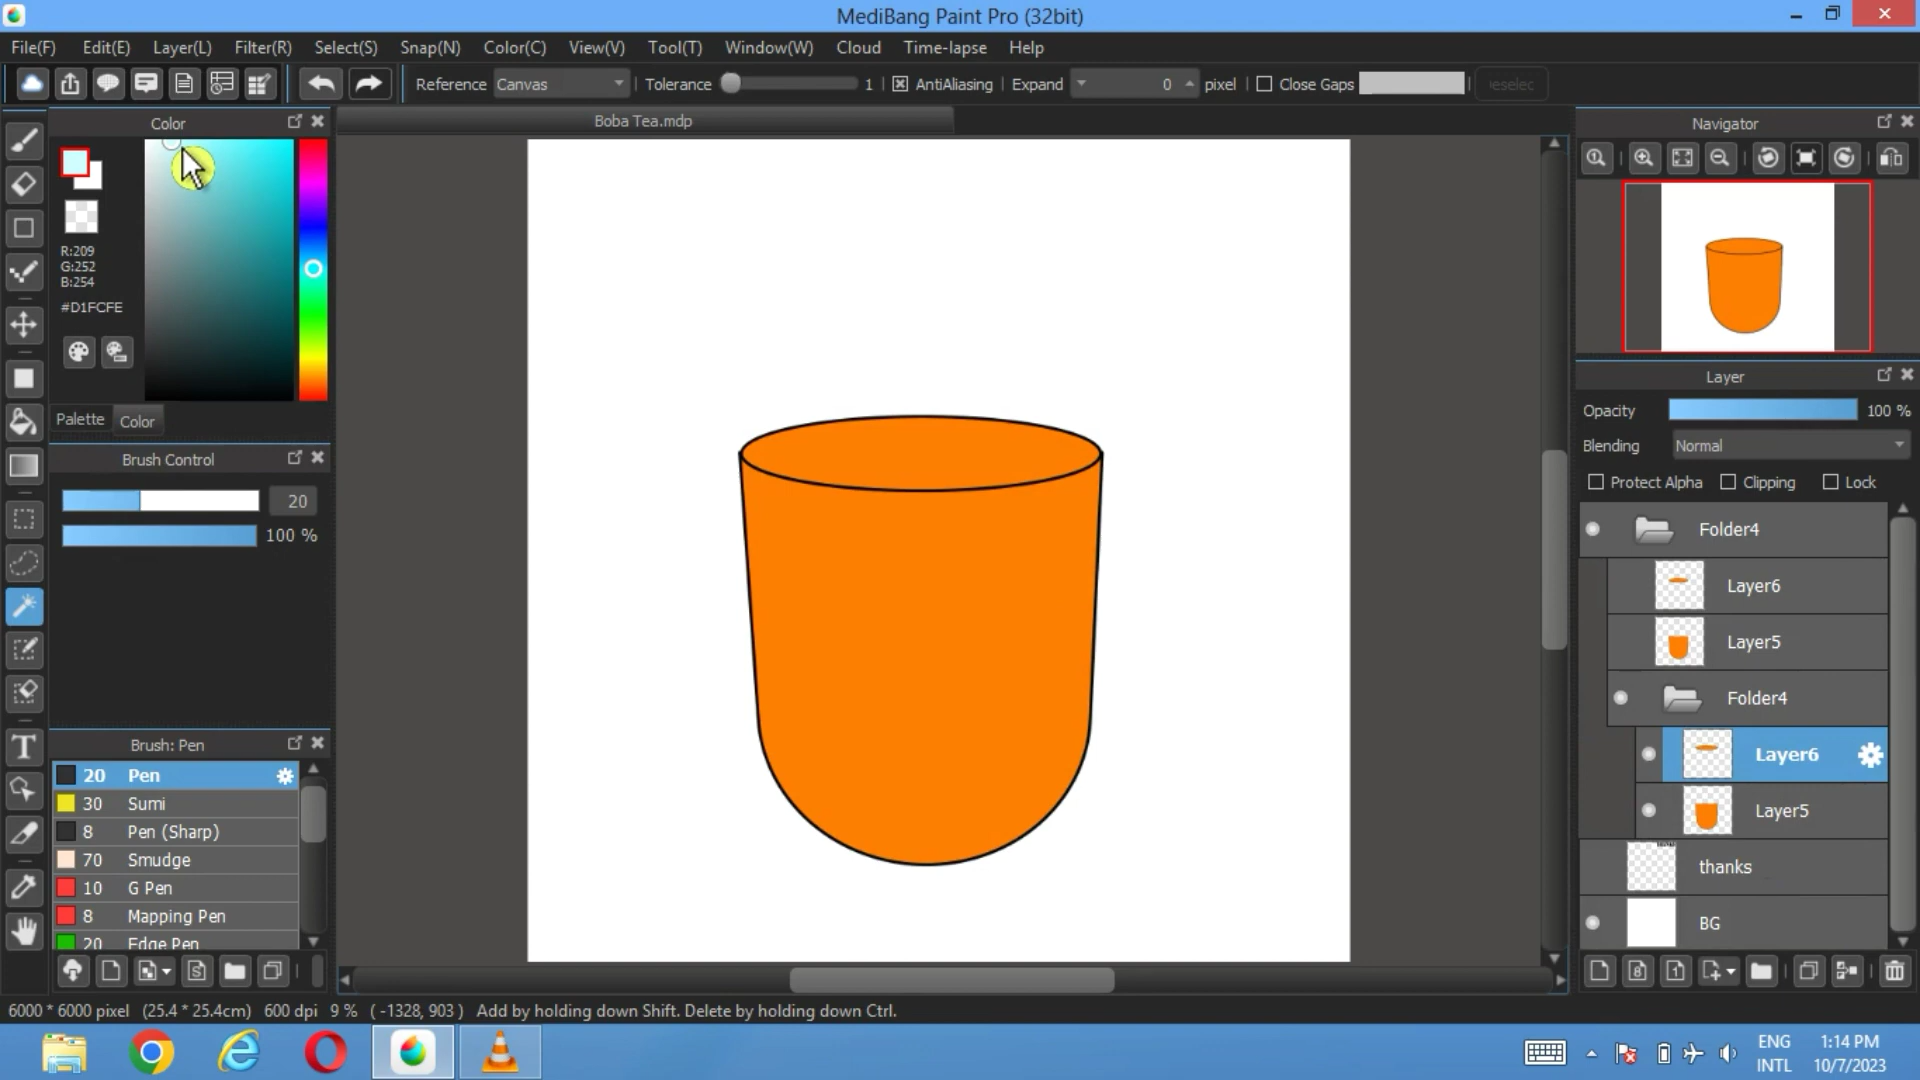 MediBang Paint Pro (32bit)
File(F) Edit(E) Layer(L) Filter(R) Select(S) Snap(N) Color(C) View(V) Tool(T) Window(W) Cloud Time-lapse Help
Reference Canvas Tolerance 1 AntiAliasing Expand 0 pixel Close Gaps eselec
Color
Boba Tea.mdp
Navigator
R:209
G:252
B:254
#D1FCFE
Palette Color
Brush Control
20
100 %
Brush: Pen
20 Pen
30 Sumi
8 Pen (Sharp)
70 Smudge
10 G Pen
8 Mapping Pen
20 Edge Pen
Layer
Opacity 100 %
Blending Normal
Protect Alpha Clipping Lock
Folder4
Layer6
Layer5
Folder4
Layer6
Layer5
thanks
BG
6000 * 6000 pixel (25.4 * 25.4cm) 600 dpi 9 % ( -1328, 903 ) Add by holding down Shift. Delete by holding down Ctrl.
ENG
INTL
1:14 PM
10/7/2023